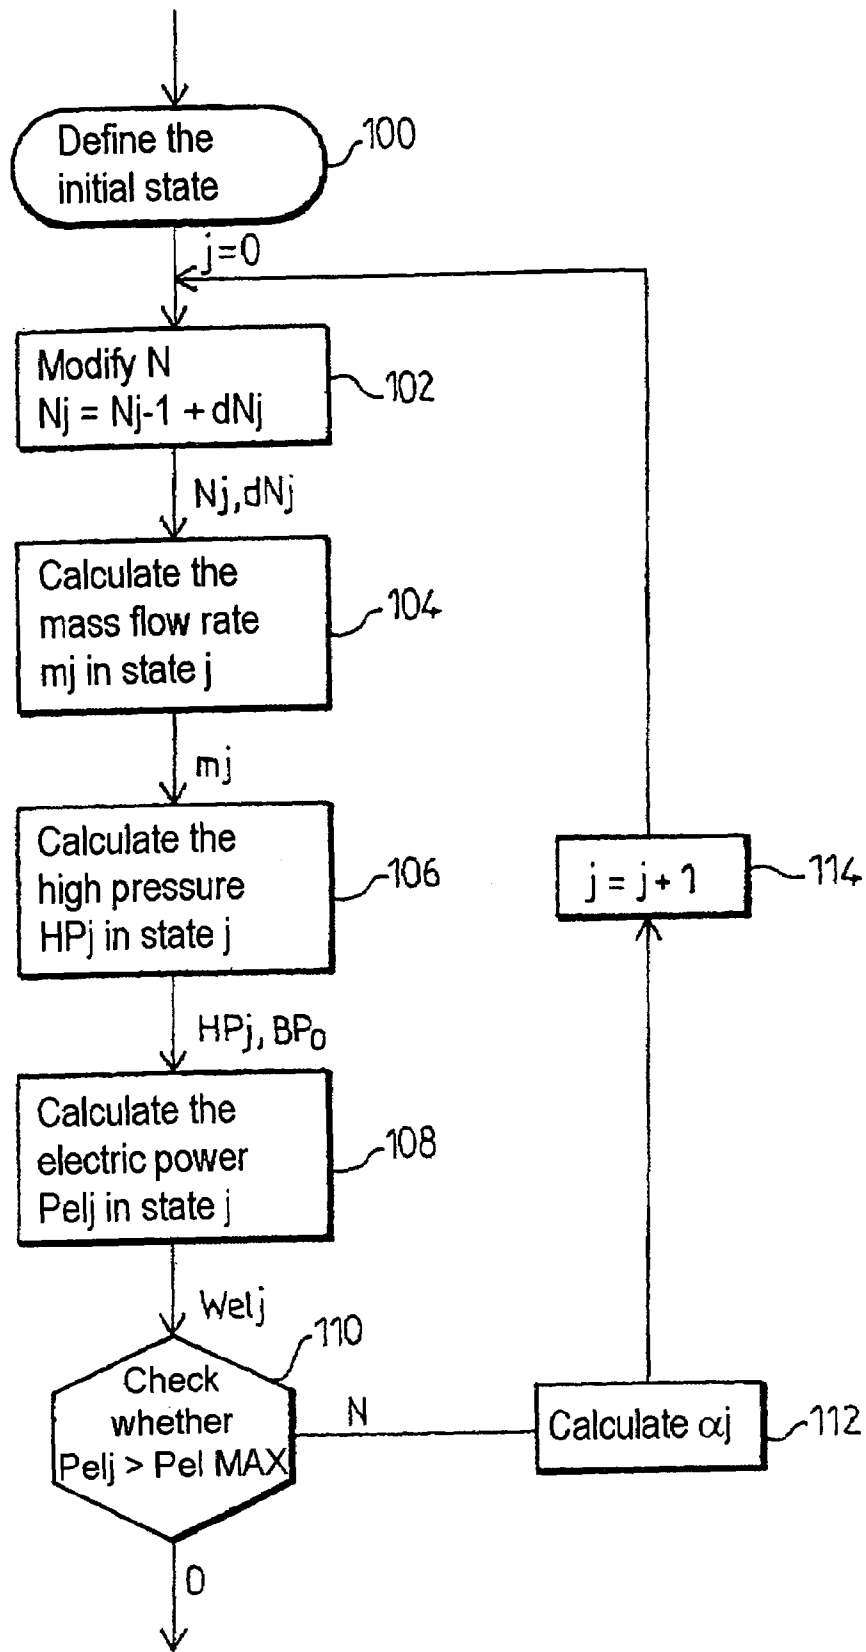 Define the
initial state
100
j=0
Modify N
Nj = Nj-1 + dNj
102
Nj, dNj
Calculate the
mass flow rate
mj in state j
104
mj
Calculate the
high pressure
HPj in state j
106
j = j + 1
114
HPj, BP₀
Calculate the
electric power
Pelj in state j
108
Welj
110
Check
whether
Pelj > Pel MAX
N
Calculate αj
112
O